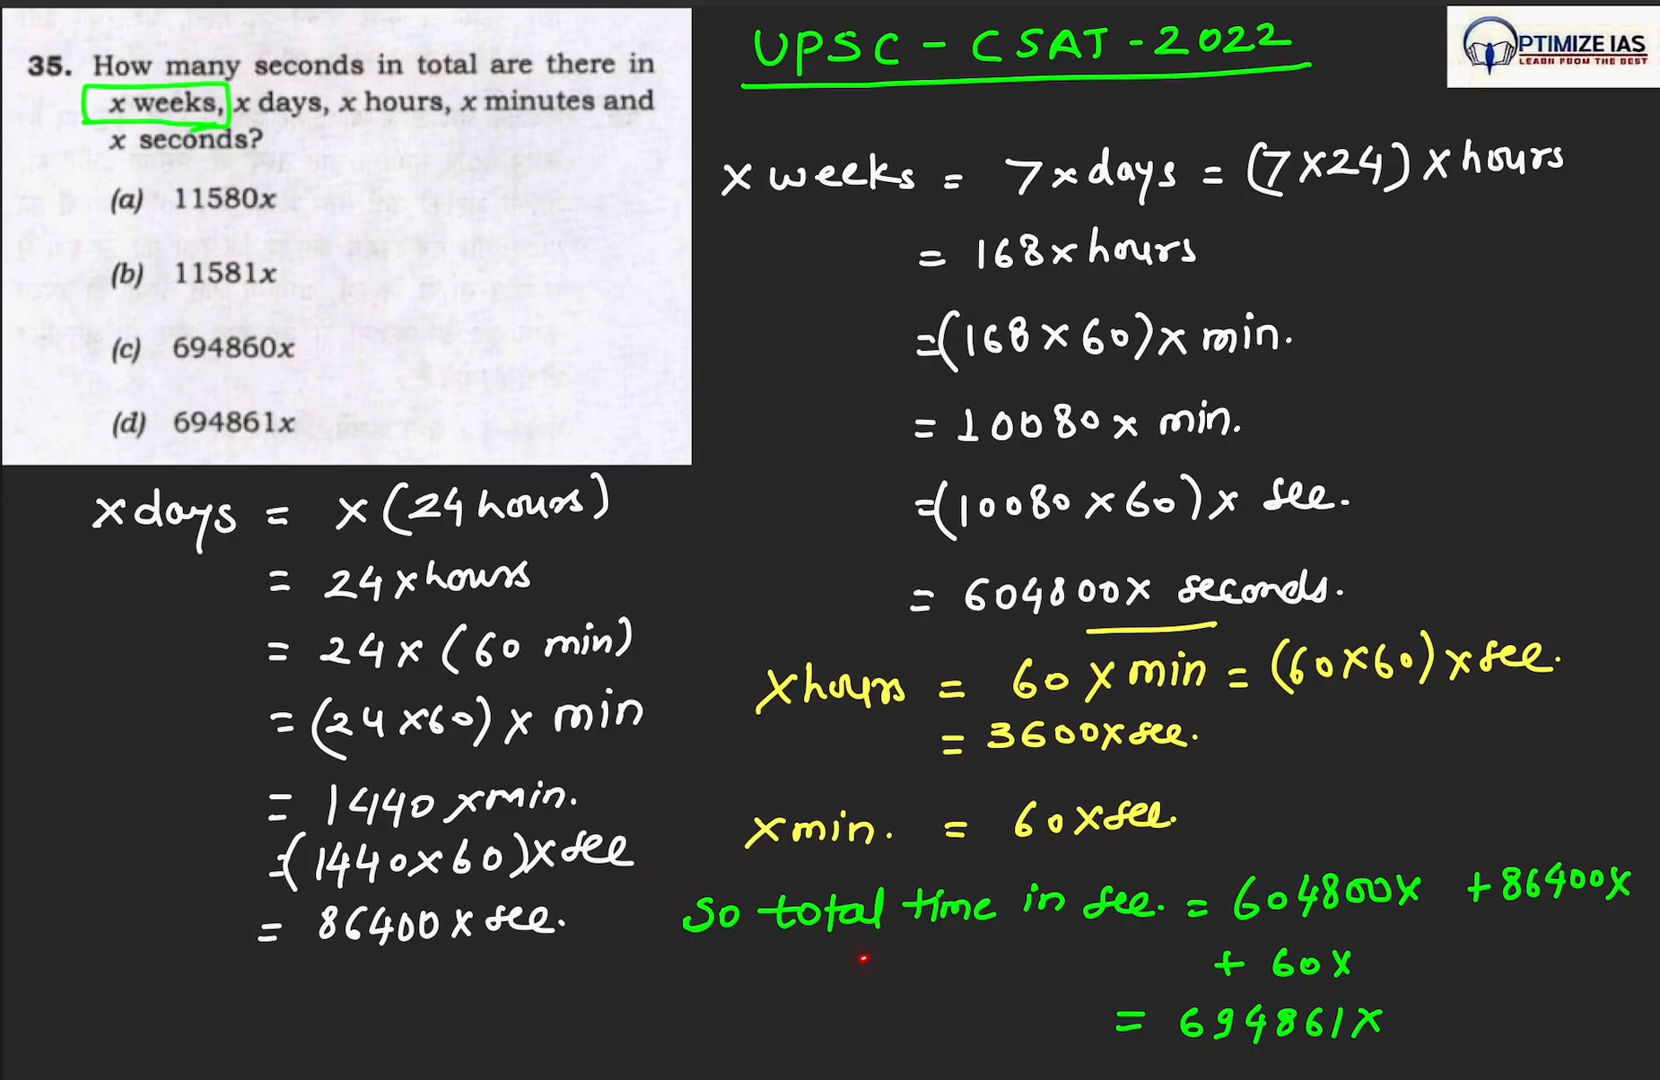 35. How many seconds in total are there in
x weeks, x days, x hours, x minutes and
x seconds?
(a) 11580x
(b) 11581x
(c) 694860x
(d) 694861x
UPSC - CSAT - 2022
OPTIMIZE IAS
LEARN FROM THE BEST
x weeks = 7x days = (7×24) x hours
= 168x hours
=(168 × 60)x min.
= 10080x min.
=(10080 × 60)x sec.
= 604800x seconds.
x days = x(24 hours)
= 24x hours
= 24x (60 min)
= (24×60) x min
= 1440 x min.
=(1440×60)x sec
= 86400x sec.
x hours = 60 x min = (60×60) x sec.
= 3600x sec.
x min. = 60x sec.
So total time in sec. = 604800x +86400x
+ 60x
= 694861x